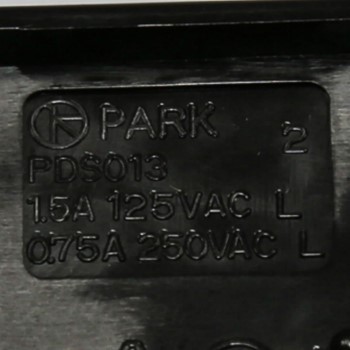 PARK 2
PDS013
1.5A 125VAC L
0.75A 250VAC L